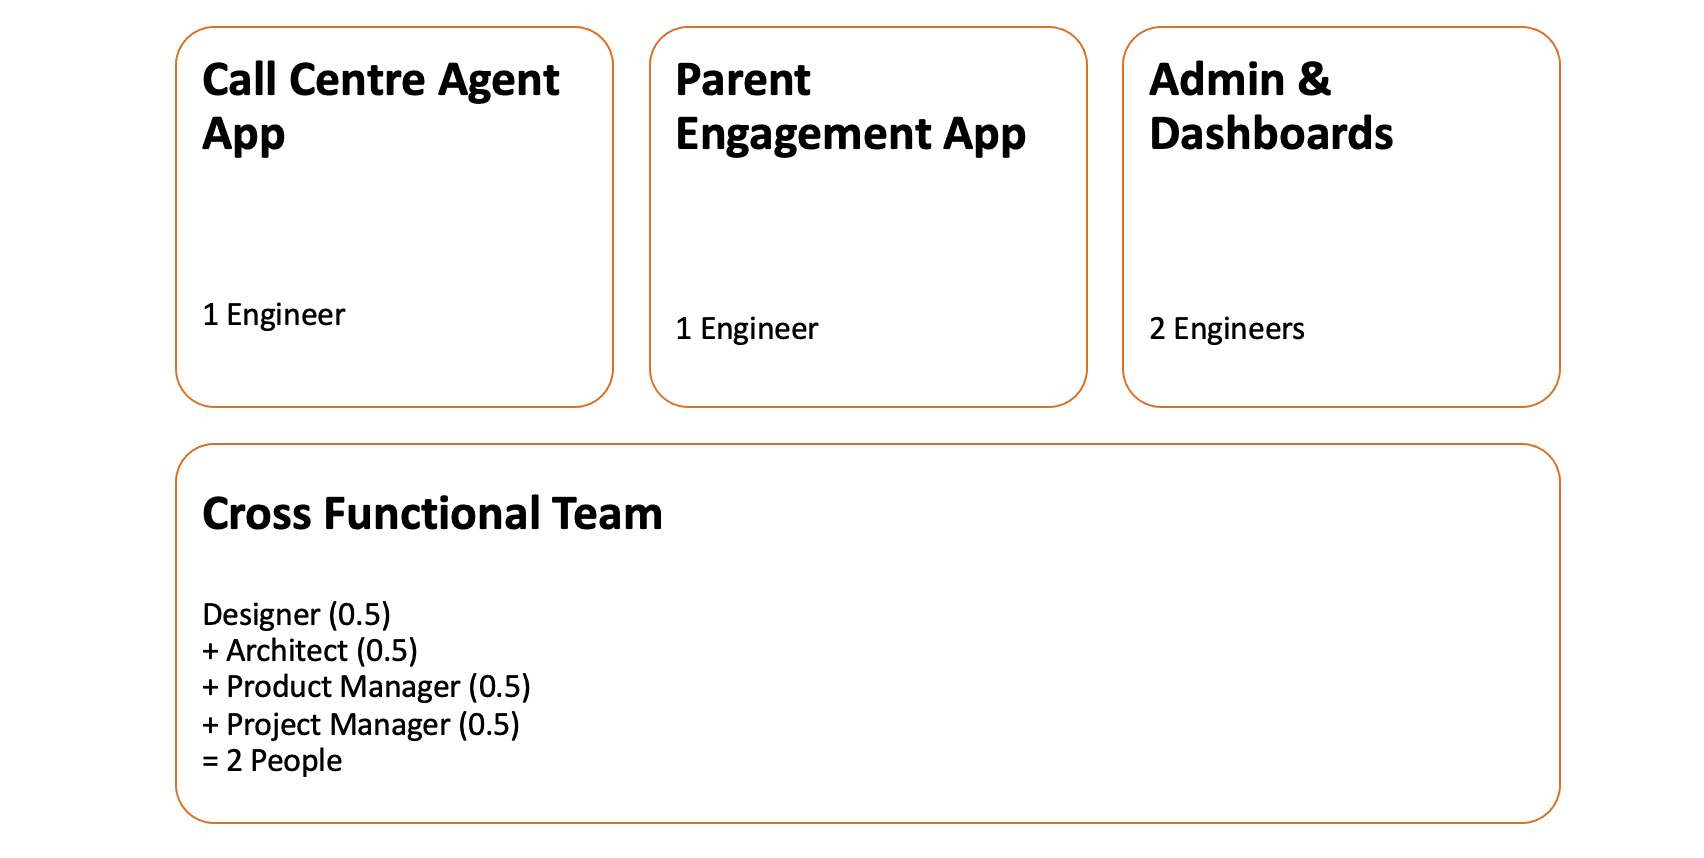 Call Centre Agent
App
1 Engineer
Parent
Engagement App
1 Engineer
Admin &
Dashboards
2 Engineers
Cross Functional Team
Designer (0.5)
+ Architect (0.5)
+ Product Manager (0.5)
+ Project Manager (0.5)
= 2 People